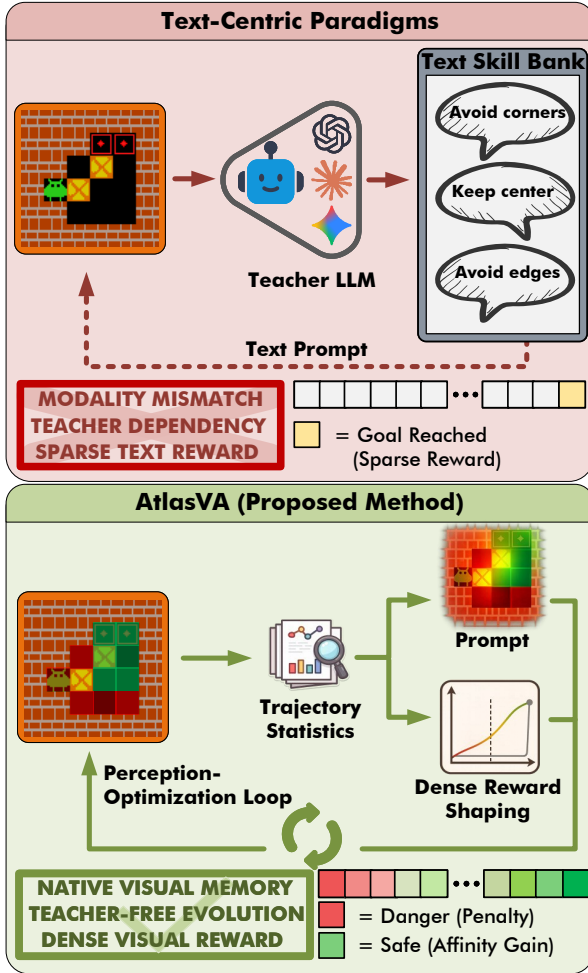 Text-Centric Paradigms
Text Skill Bank
Avoid corners
Keep center
Avoid edges
Teacher LLM
Text Prompt
MODALITY MISMATCH
TEACHER DEPENDENCY
SPARSE TEXT REWARD
= Goal Reached
(Sparse Reward)
AtlasVA (Proposed Method)
Trajectory
Statistics
Prompt
Dense Reward
Shaping
Perception-
Optimization Loop
NATIVE VISUAL MEMORY
TEACHER-FREE EVOLUTION
DENSE VISUAL REWARD
= Danger (Penalty)
= Safe (Affinity Gain)